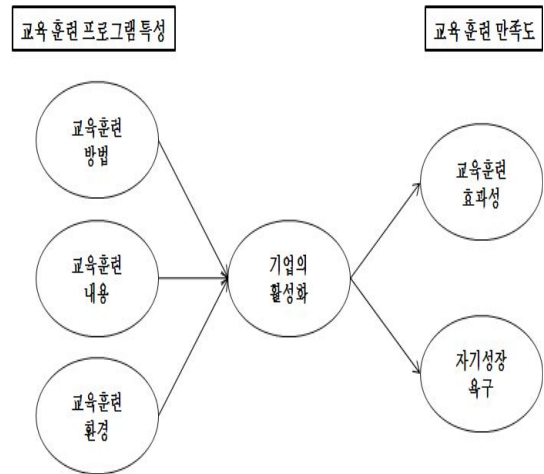 교육 훈련 프로그램 특성
교육 훈련 만족도
교육훈련
방법
교육훈련
내용
교육훈련
환경
기업의
활성화
교육훈련
효과성
자기성장
욕구